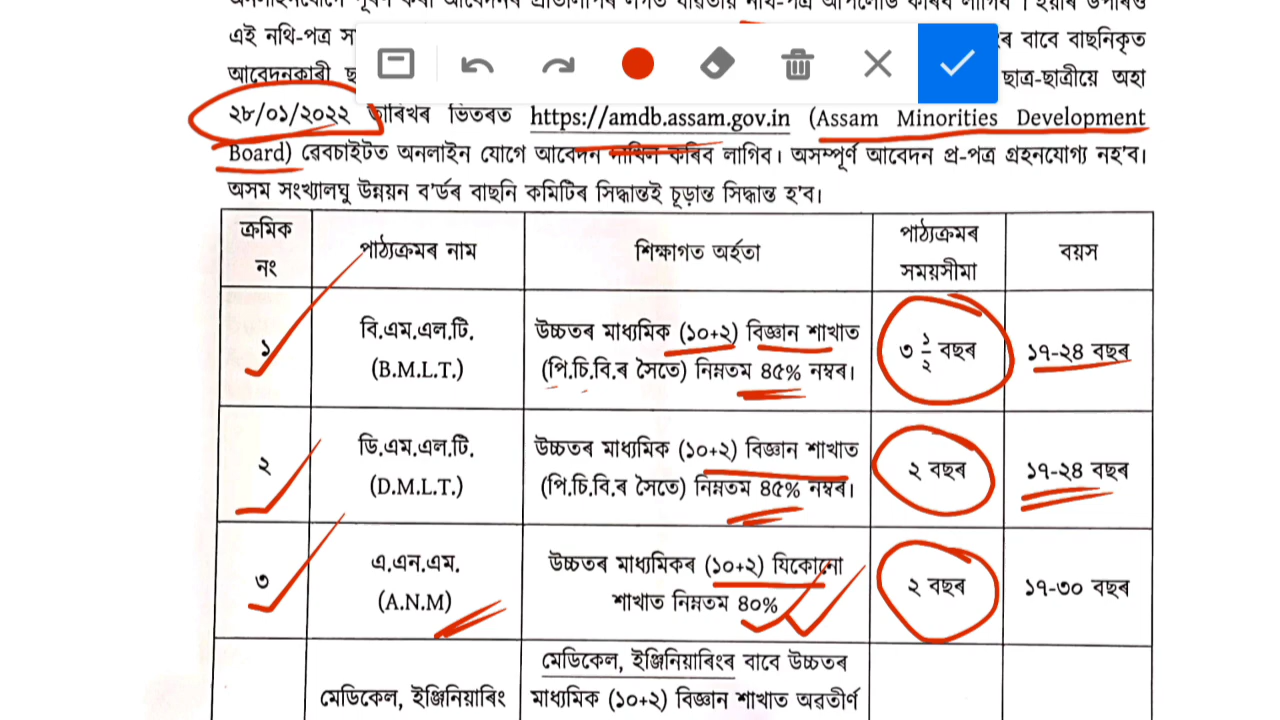 এই নথি-পত্ৰ
ৰ বাবে বাছনিকৃত
আবেদনকাৰী ছ
ছাত্ৰ-ছাত্ৰীয়ে অহা
২৮/০১/২০২২ তাৰিখৰ ভিতৰত https://amdb.assam.gov.in (Assam Minorities Development
Board) ৱেবচাইটত অনলাইন যোগে আবেদন দাখিল কৰিব লাগিব। অসম্পূৰ্ণ আবেদন প্ৰ-পত্ৰ গ্ৰহনযোগ্য নহ'ব।
অসম সংখ্যালঘু উন্নয়ন ব'ৰ্ডৰ বাছনি কমিটিৰ সিদ্ধান্তই চূড়ান্ত সিদ্ধান্ত হ'ব।
ক্ৰমিক
নং
পাঠ্যক্ৰমৰ নাম
শিক্ষাগত অৰ্হতা
পাঠ্যক্ৰমৰ
সময়সীমা
বয়স
১
বি.এম.এল.টি.
(B.M.L.T.)
উচ্চতৰ মাধ্যমিক (১০+২) বিজ্ঞান শাখাত
(পি.চি.বি.ৰ সৈতে) নিম্নতম ৪৫% নম্বৰ।
৩ ১/২ বছৰ
১৭-২৪ বছৰ
২
ডি.এম.এল.টি.
(D.M.L.T.)
উচ্চতৰ মাধ্যমিক (১০+২) বিজ্ঞান শাখাত
(পি.চি.বি.ৰ সৈতে) নিম্নতম ৪৫% নম্বৰ।
২ বছৰ
১৭-২৪ বছৰ
৩
এ.এন.এম.
(A.N.M)
উচ্চতৰ মাধ্যমিকৰ (১০+২) যিকোনো
শাখাত নিম্নতম ৪০%
২ বছৰ
১৭-৩০ বছৰ
মেডিকেল, ইঞ্জিনিয়াৰিং
মেডিকেল, ইঞ্জিনিয়াৰিংৰ বাবে উচ্চতৰ
মাধ্যমিক (১০+২) বিজ্ঞান শাখাত অৱতীৰ্ণ